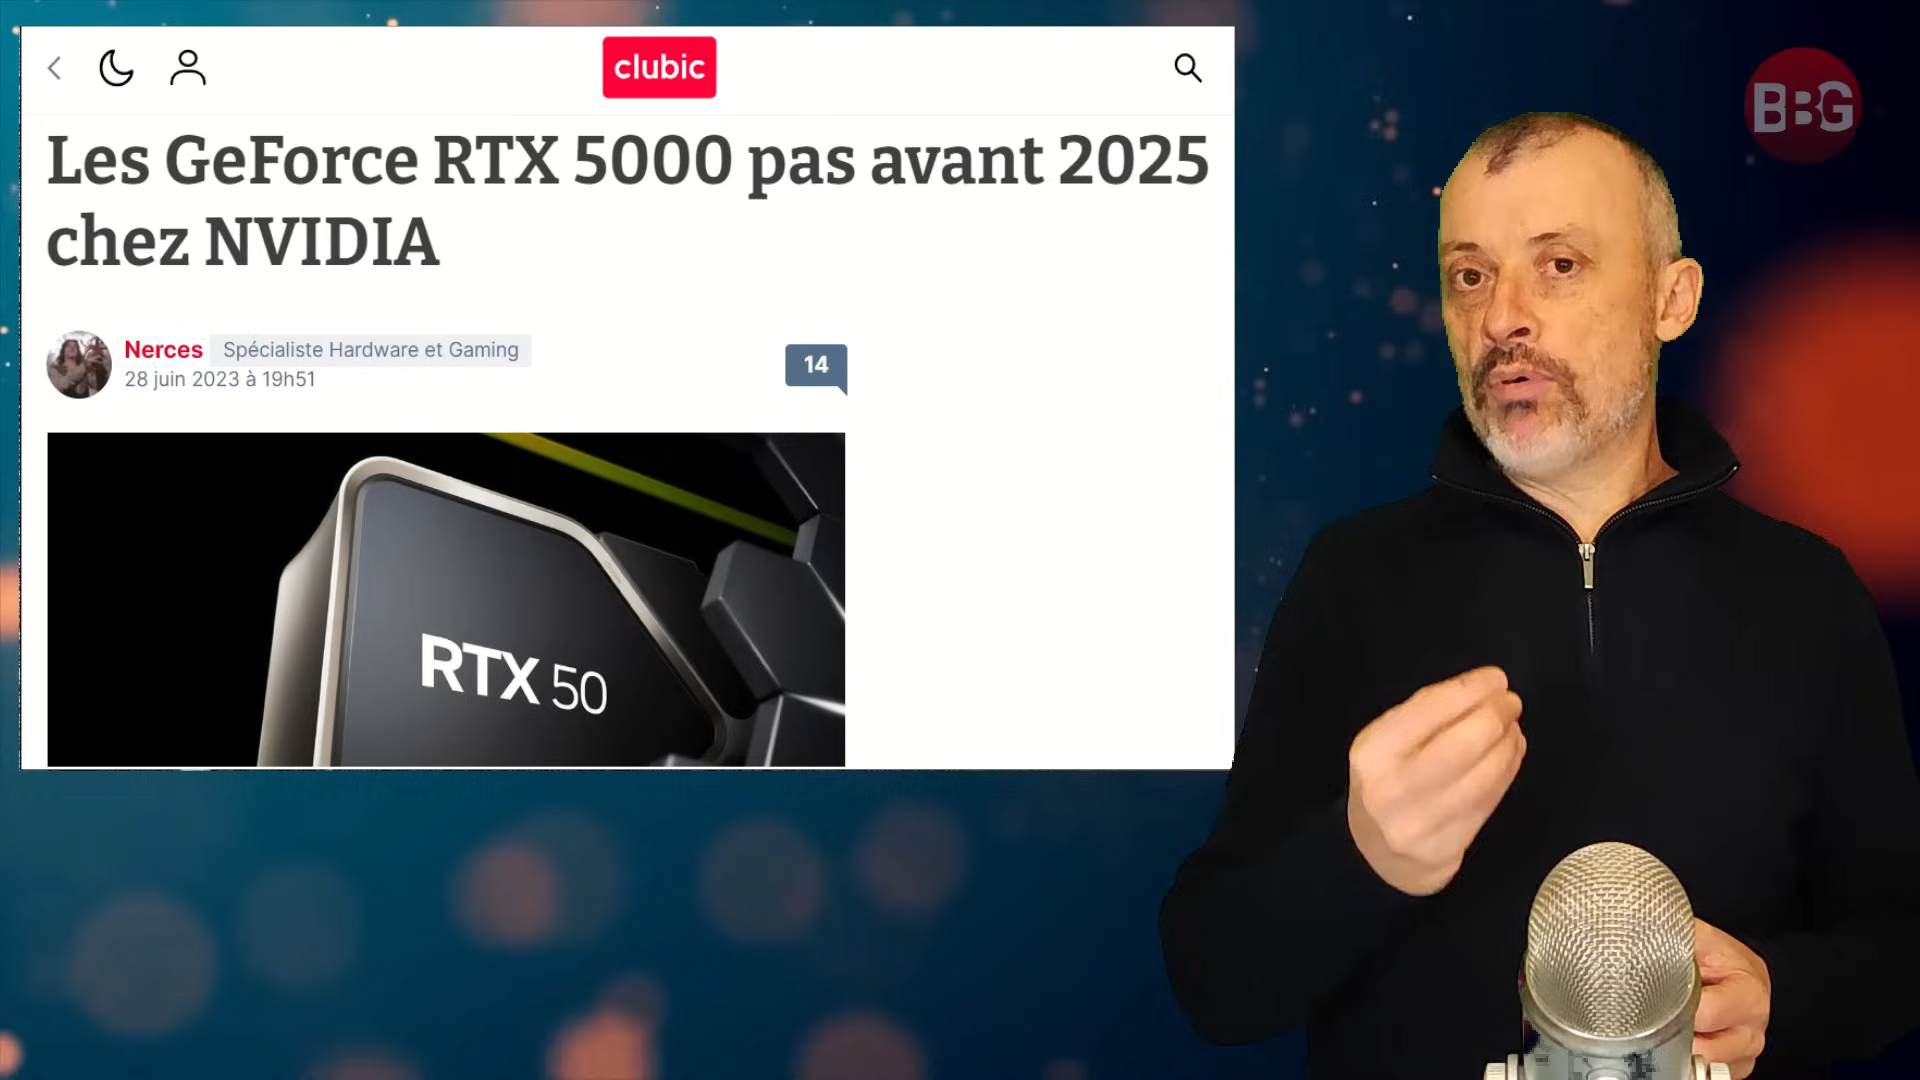 clubic
BBG
Les GeForce RTX 5000 pas avant 2025
chez NVIDIA
Nerces Spécialiste Hardware et Gaming
28 juin 2023 à 19h51
14
RTX 50